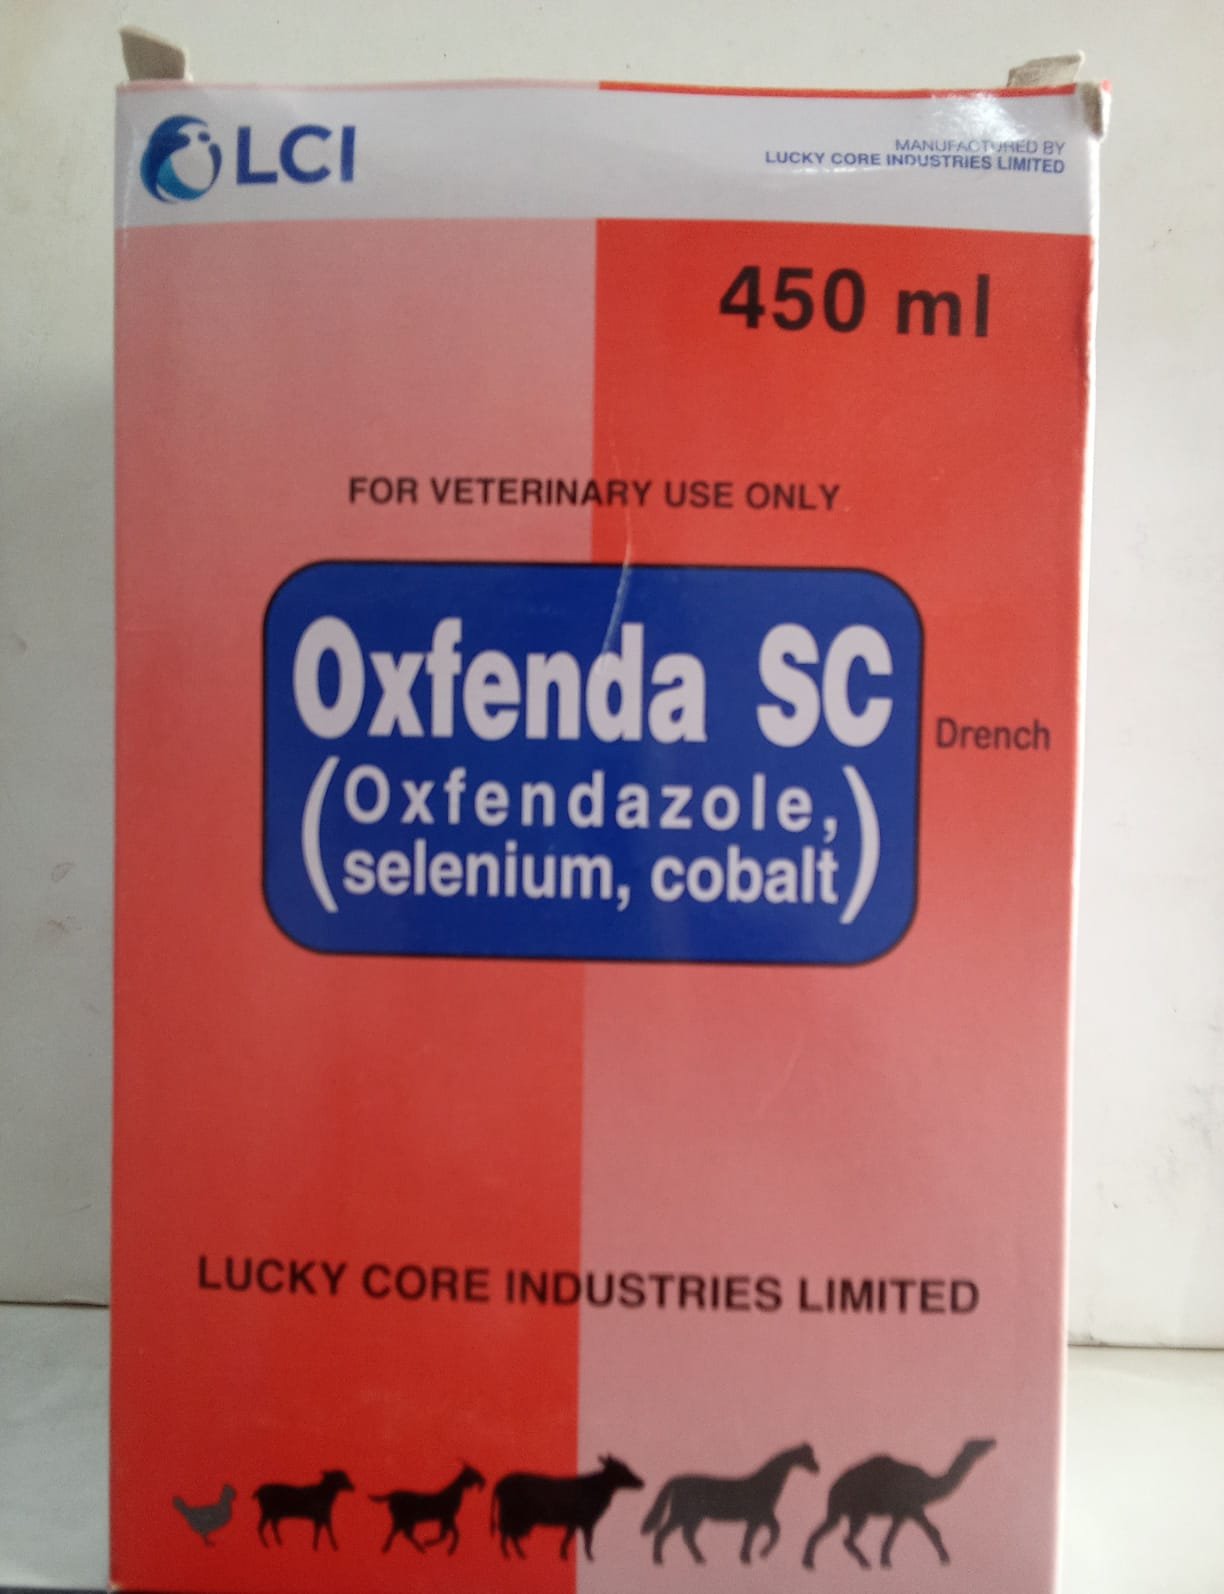 LCI
MANUFACTURED BY
LUCKY CORE INDUSTRIES LIMITED
450 ml
FOR VETERINARY USE ONLY
Oxfenda SC
Drench
(Oxfendazole,
selenium, cobalt)
LUCKY CORE INDUSTRIES LIMITED